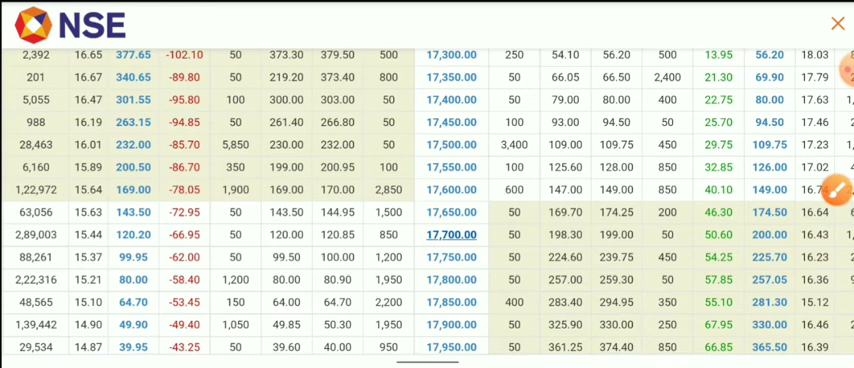 NSE
2,392 16.65 377.65 -102.10 50 373.30 379.50 500 17,300.00 250 54.10 56.20 500 13.95 56.20 18.03
201 16.67 340.65 -89.80 50 219.20 373.40 800 17,350.00 50 66.05 66.50 2,400 21.30 69.90 17.79
5,055 16.47 301.55 -95.80 100 300.00 303.00 50 17,400.00 50 79.00 80.00 400 22.75 80.00 17.63 1,
988 16.19 263.15 -94.85 50 261.40 266.80 50 17,450.00 100 93.00 94.50 50 25.70 94.50 17.46
28,463 16.01 232.00 -85.70 5,850 230.00 232.00 50 17,500.00 3,400 109.00 109.75 450 29.75 109.75 17.23 1,
6,160 15.89 200.50 -86.70 350 199.00 200.95 100 17,550.00 100 125.60 128.00 850 32.85 126.00 17.02
1,22,972 15.64 169.00 -78.05 1,900 169.00 170.00 2,850 17,600.00 600 147.00 149.00 850 40.10 149.00
63,056 15.63 143.50 -72.95 50 143.50 144.95 1,500 17,650.00 50 169.70 174.25 200 46.30 174.50 16.64
2,89,003 15.44 120.20 -66.95 50 120.00 120.85 850 17,700.00 50 198.30 199.00 50 50.60 200.00 16.43 1,
88,261 15.37 99.95 -62.00 50 99.50 100.00 1,200 17,750.00 50 224.60 239.75 450 54.25 225.70 16.23
2,22,316 15.21 80.00 -58.40 1,200 80.00 80.90 1,950 17,800.00 50 257.00 259.30 50 57.85 257.05 16.36
48,565 15.10 64.70 -53.45 150 64.00 64.70 2,200 17,850.00 400 283.40 294.95 350 55.10 281.30 15.12
1,39,442 14.90 49.90 -49.40 1,050 49.85 50.30 1,950 17,900.00 50 325.90 330.00 250 67.95 330.00 16.46
29,534 14.87 39.95 -43.25 50 39.60 40.00 950 17,950.00 50 361.25 374.40 850 66.85 365.50 16.39